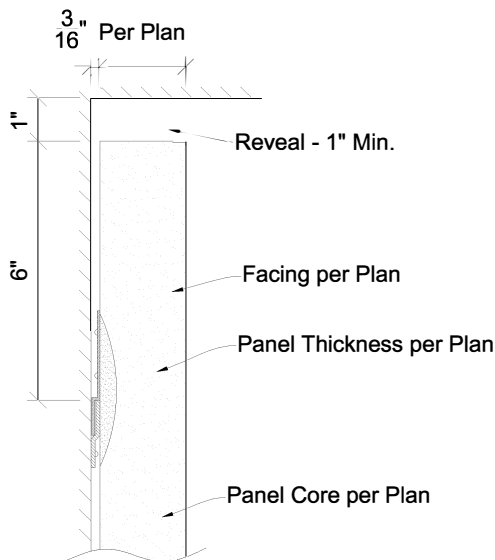 3/16" Per Plan
1"
Reveal - 1" Min.
6"
Facing per Plan
Panel Thickness per Plan
Panel Core per Plan